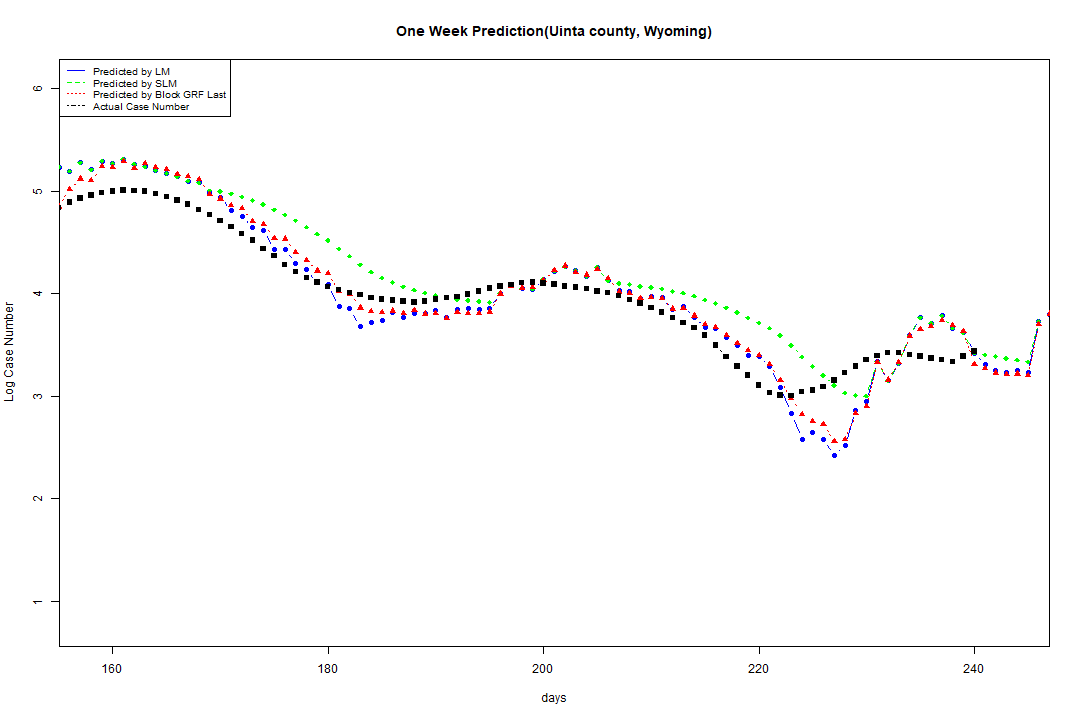 One Week Prediction(Uinta county, Wyoming)
Predicted by LM
Predicted by SLM
Predicted by Block GRF Last
Actual Case Number
6
5
4
3
2
1
Log Case Number
160 180 200 220 240
days